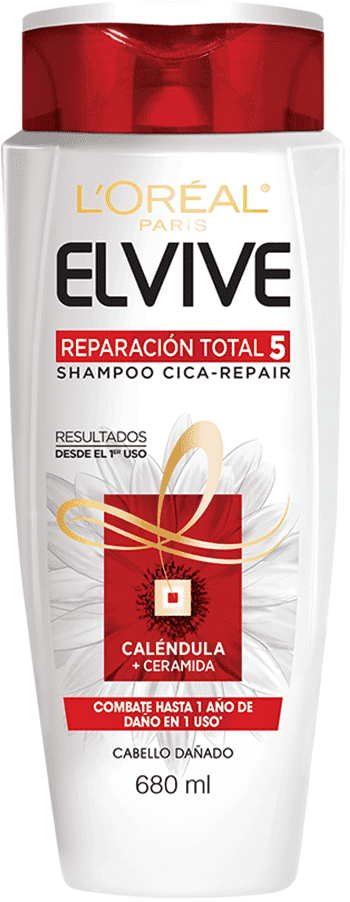 L'ORÉAL®
PARIS
ELVIVE
REPARACIÓN TOTAL 5
SHAMPOO CICA-REPAIR
RESULTADOS
DESDE EL 1ER USO
CALÉNDULA
+ CERAMIDA
COMBATE HASTA 1 AÑO DE
DAÑO EN 1 USO*
CABELLO DAÑADO
680 ml